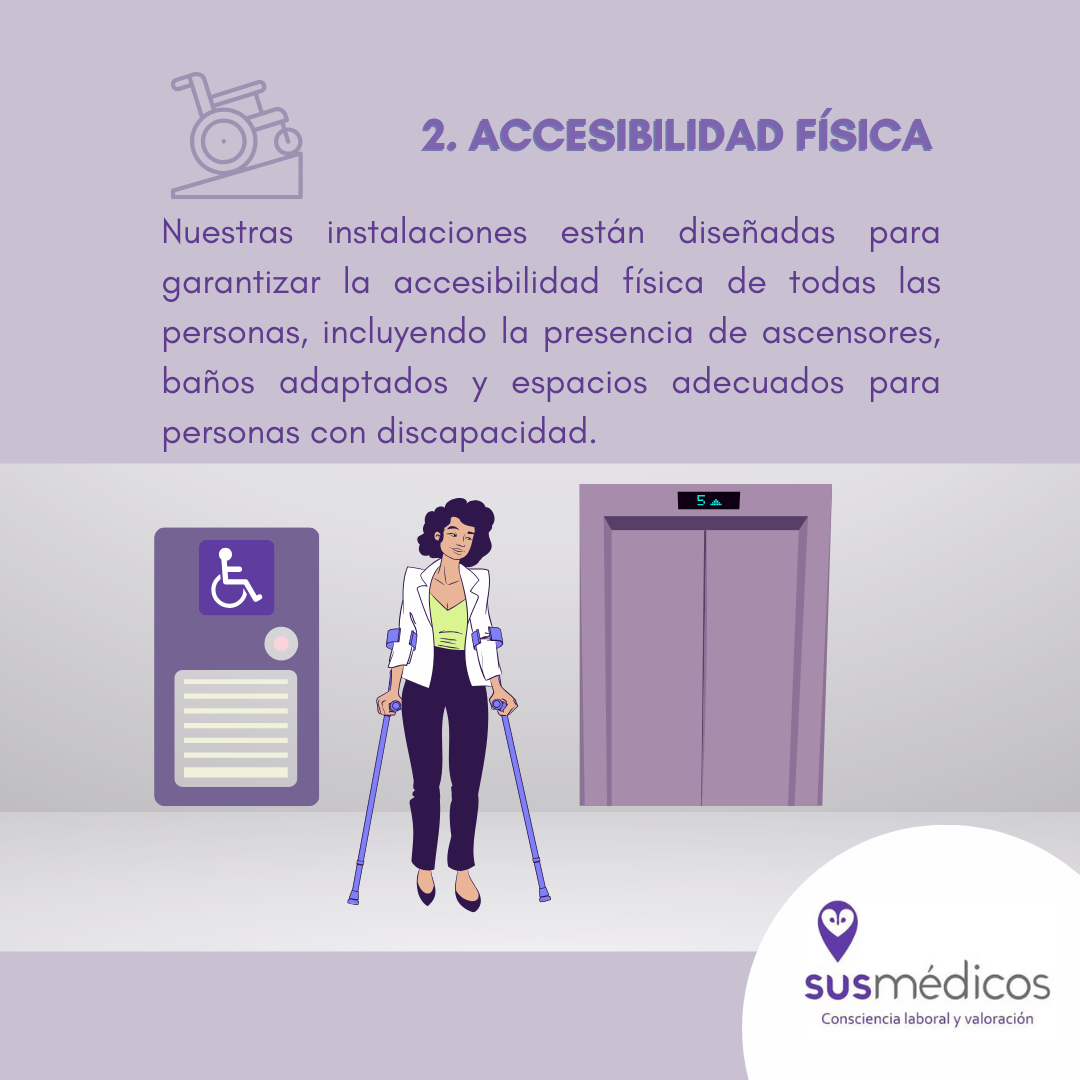 2. ACCESIBILIDAD FÍSICA
Nuestras instalaciones están diseñadas para
garantizar la accesibilidad física de todas las
personas, incluyendo la presencia de ascensores,
baños adaptados y espacios adecuados para
personas con discapacidad.
5
susmédicos
Consciencia laboral y valoración